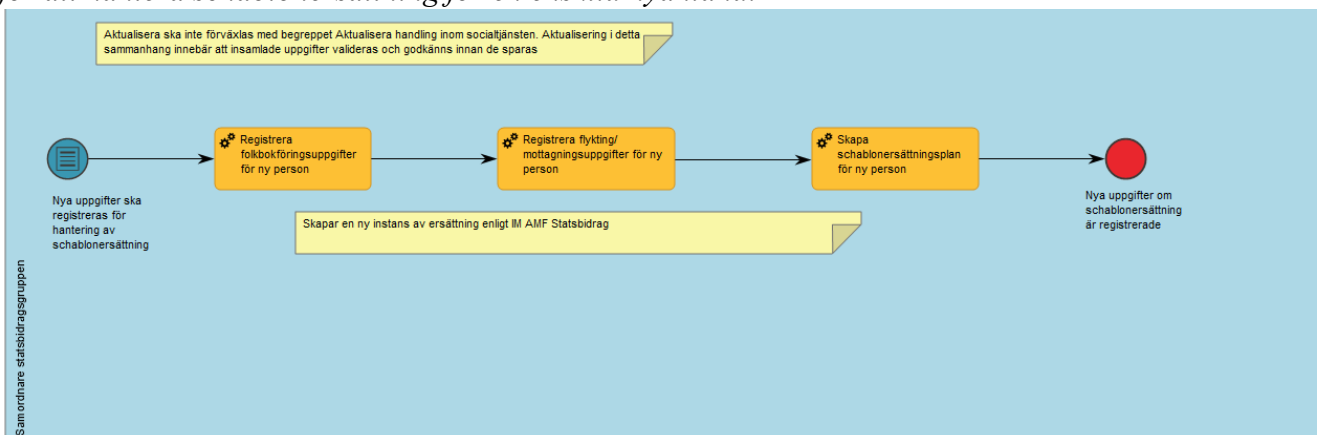 Aktualisera ska inte förväxlas med begreppet Aktualisera handling inom socialtjänsten. Aktualisering i detta
sammanhang innebär att insamlade uppgifter valideras och godkänns innan de sparas
Registrera
folkbokföringsuppgifter
för ny person
Registrera flykting/
mottagningsuppgifter för ny
person
Skapa
schablonersättningsplan
för ny person
Nya uppgifter ska
registreras för
hantering av
schablonersättning
Nya uppgifter om
schablonersättning
är registrerade
Skapar en ny instans av ersättning enligt IM AMF Statsbidrag
Samordnare statsbidragsgruppen